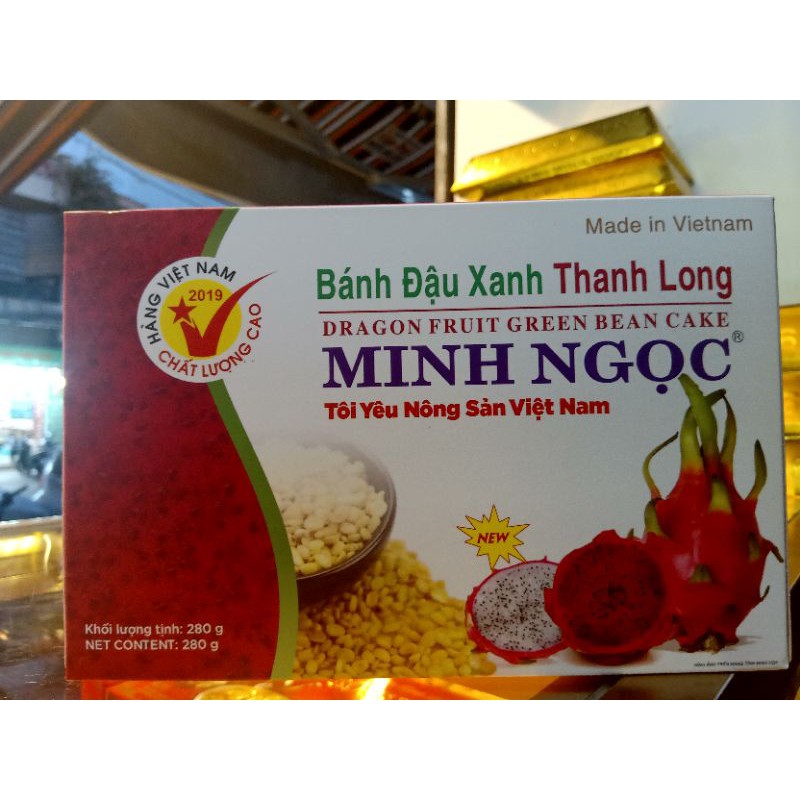 Made in Vietnam
HÀNG VIỆT NAM
2019
CHẤT LƯỢNG CAO
Bánh Đậu Xanh Thanh Long
DRAGON FRUIT GREEN BEAN CAKE
MINH NGỌC®
Tôi Yêu Nông Sản Việt Nam
NEW
Khối lượng tịnh: 280 g
NET CONTENT: 280 g